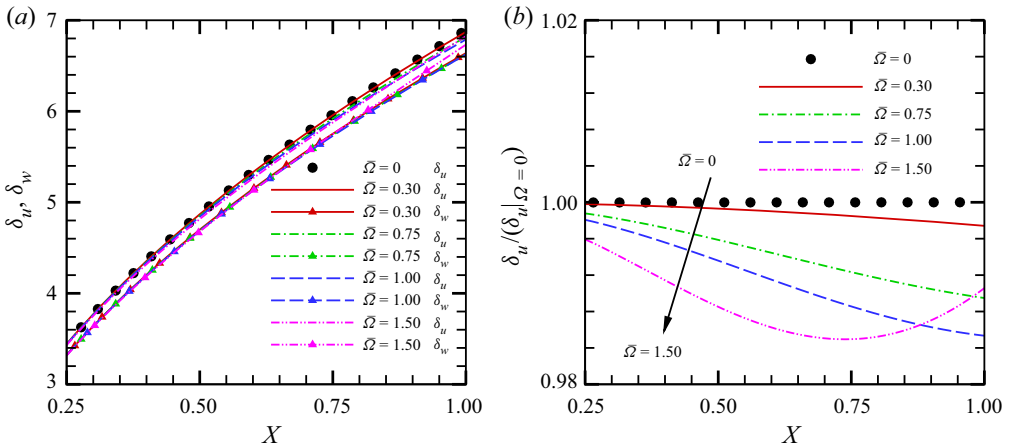 (a)
7
6
5
4
3
δu, δw
0.25
0.50
0.75
1.00
X
Ω̄ = 0 δu
Ω̄ = 0.30 δu
Ω̄ = 0.30 δw
Ω̄ = 0.75 δu
Ω̄ = 0.75 δw
Ω̄ = 1.00 δu
Ω̄ = 1.00 δw
Ω̄ = 1.50 δu
Ω̄ = 1.50 δw
(b)
1.02
1.00
0.98
δu/(δu|Ω̄ = 0)
0.25
0.50
0.75
1.00
X
Ω̄ = 0
Ω̄ = 0.30
Ω̄ = 0.75
Ω̄ = 1.00
Ω̄ = 1.50
Ω̄ = 0
Ω̄ = 1.50